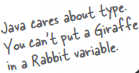 Java cares about type.
You can't put a Giraffe
in a Rabbit variable.